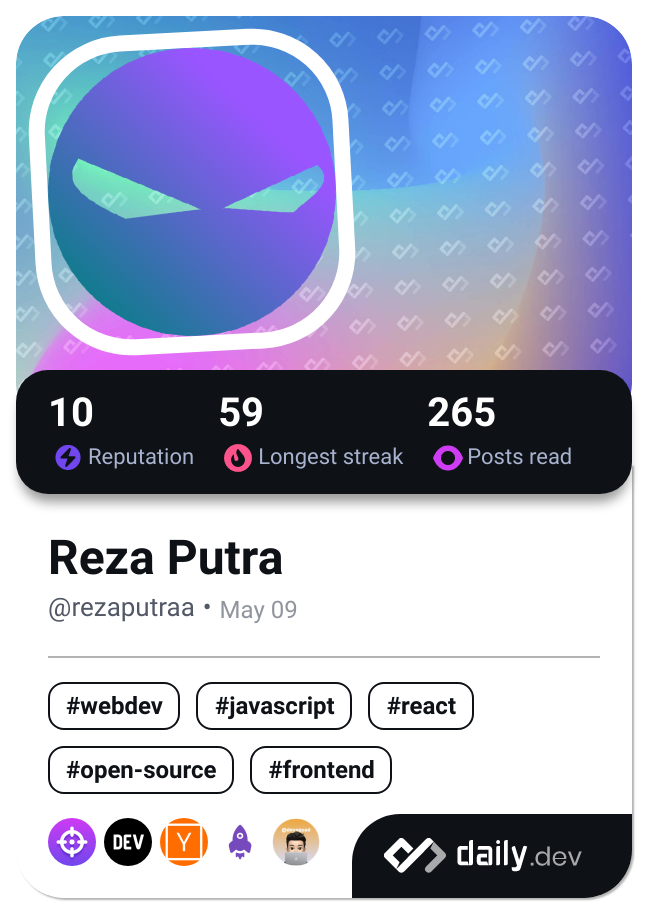 10 59 265
Reputation Longest streak Posts read
Reza Putra
@rezaputraa • May 09
#webdev #javascript #react
#open-source #frontend
DEV Y
daily.dev